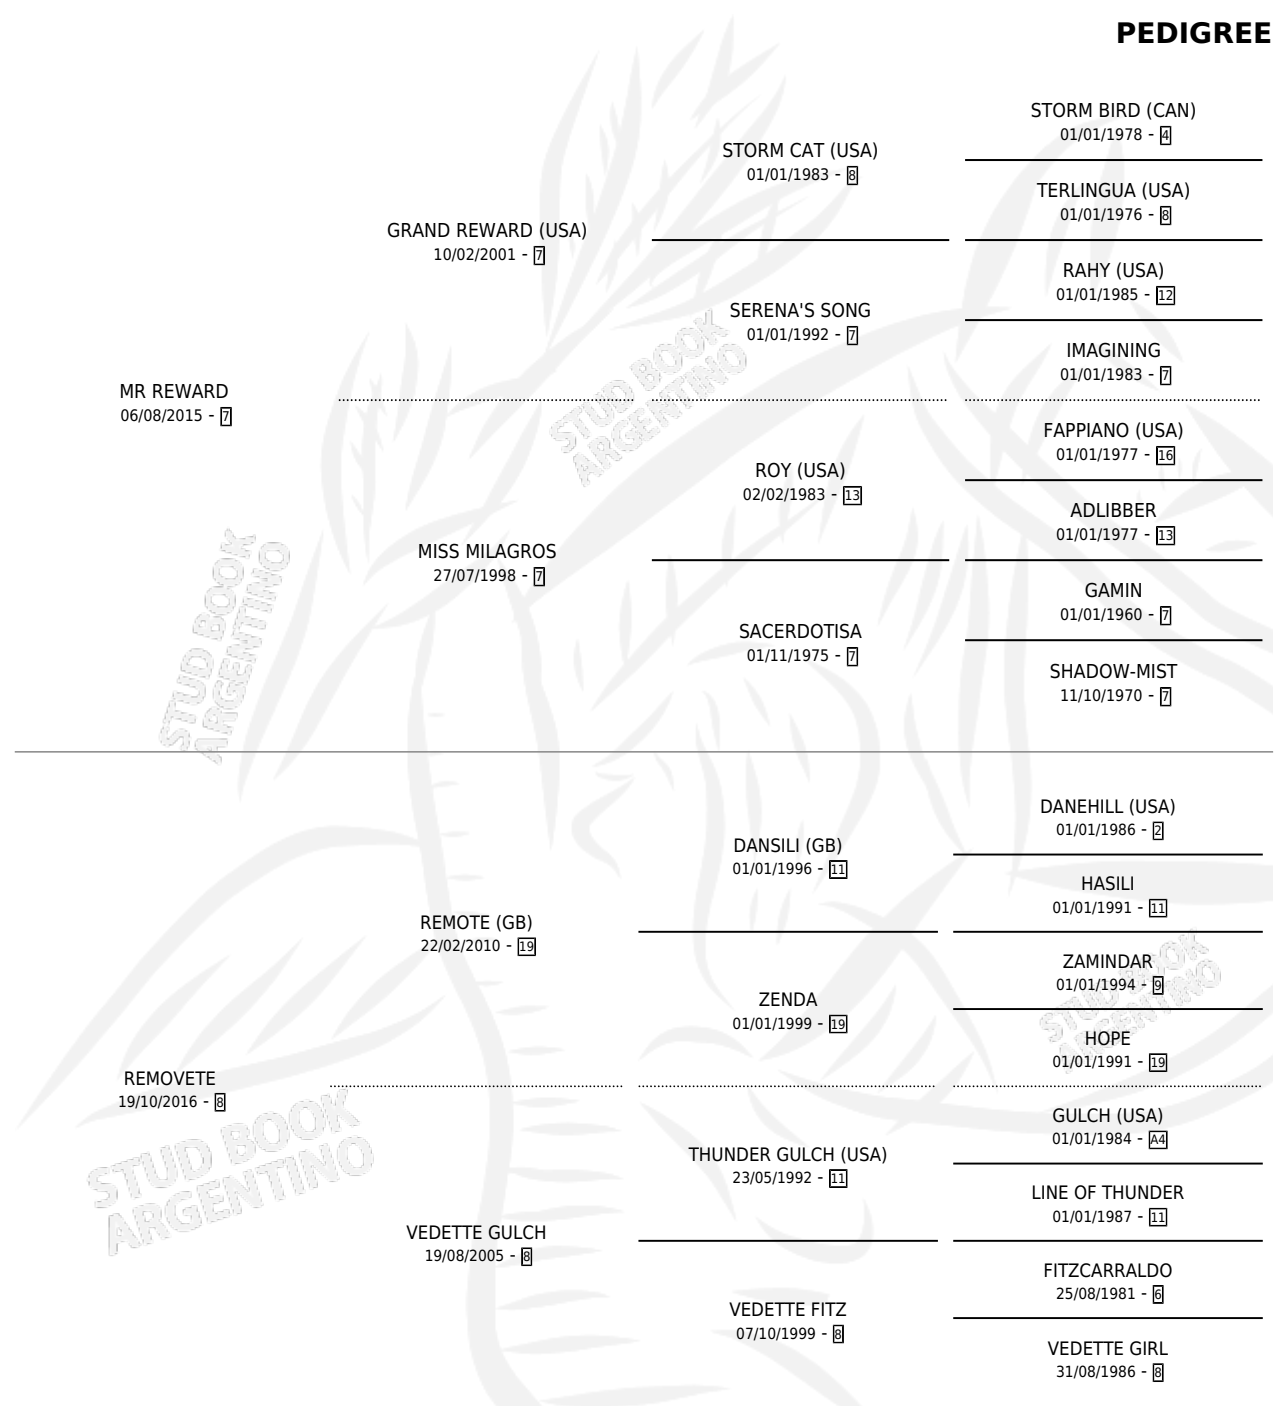 PEDIGREE
STORM BIRD (CAN)
01/01/1978 - 4
STORM CAT (USA)
01/01/1983 - 8
TERLINGUA (USA)
01/01/1976 - 8
GRAND REWARD (USA)
10/02/2001 - 7
RAHY (USA)
01/01/1985 - 12
SERENA'S SONG
01/01/1992 - 7
IMAGINING
01/01/1983 - 7
MR REWARD
06/08/2015 - 7
FAPPIANO (USA)
01/01/1977 - 16
ROY (USA)
02/02/1983 - 13
ADLIBBER
01/01/1977 - 13
MISS MILAGROS
27/07/1998 - 7
GAMIN
01/01/1960 - 7
SACERDOTISA
01/11/1975 - 7
SHADOW-MIST
11/10/1970 - 7
DANEHILL (USA)
01/01/1986 - 2
DANSILI (GB)
01/01/1996 - 11
HASILI
01/01/1991 - 11
REMOTE (GB)
22/02/2010 - 19
ZAMINDAR
01/01/1994 - 9
ZENDA
01/01/1999 - 19
HOPE
01/01/1991 - 19
REMOVETE
19/10/2016 - 8
GULCH (USA)
01/01/1984 - A4
THUNDER GULCH (USA)
23/05/1992 - 11
LINE OF THUNDER
01/01/1987 - 11
VEDETTE GULCH
19/08/2005 - 8
FITZCARRALDO
25/08/1981 - 6
VEDETTE FITZ
07/10/1999 - 8
VEDETTE GIRL
31/08/1986 - 8
STUD BOOK
ARGENTINO
STUD BOOK
ARGENTINO
STUD BOOK
ARGENTINO
STUD BOOK
ARGENTINO